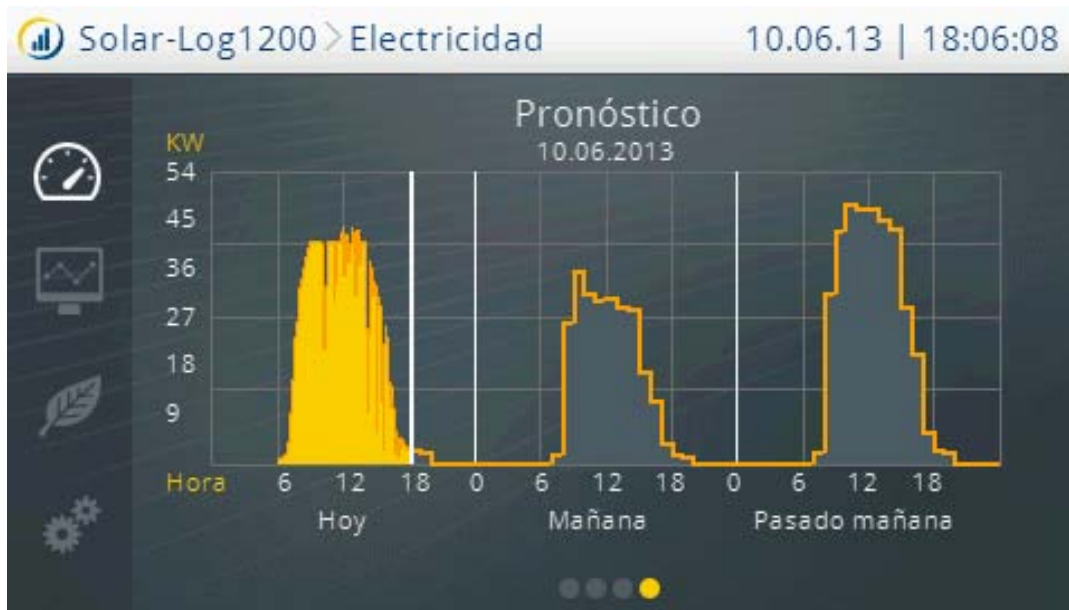 Solar-Log1200 > Electricidad 10.06.13 | 18:06:08
Pronóstico
10.06.2013
KW
54
45
36
27
18
9
Hora 6 12 18 0 6 12 18 0 6 12 18
Hoy Mañana Pasado mañana